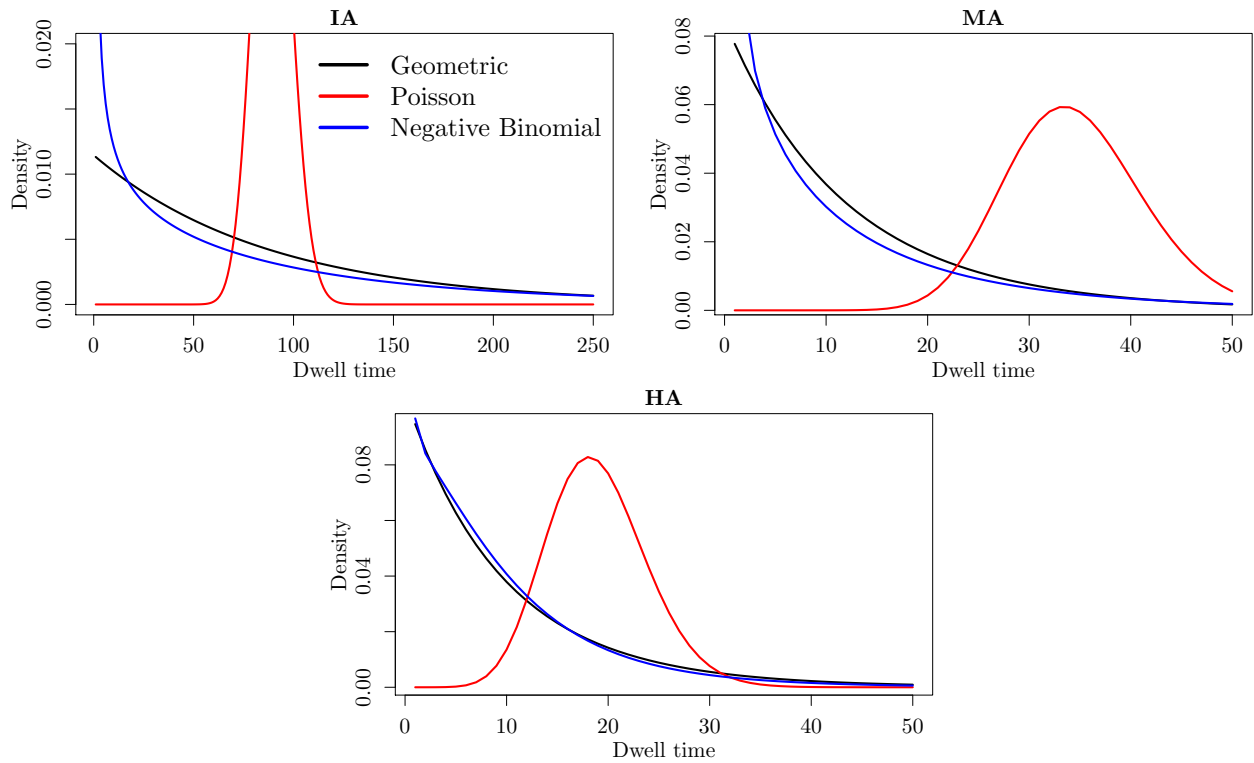 IA
0.020
0.010
0.000
Density
Geometric
Poisson
Negative Binomial
0 50 100 150 200 250
Dwell time
MA
0.08
0.06
0.04
0.02
0.00
Density
0 10 20 30 40 50
Dwell time
HA
0.08
0.04
0.00
Density
0 10 20 30 40 50
Dwell time